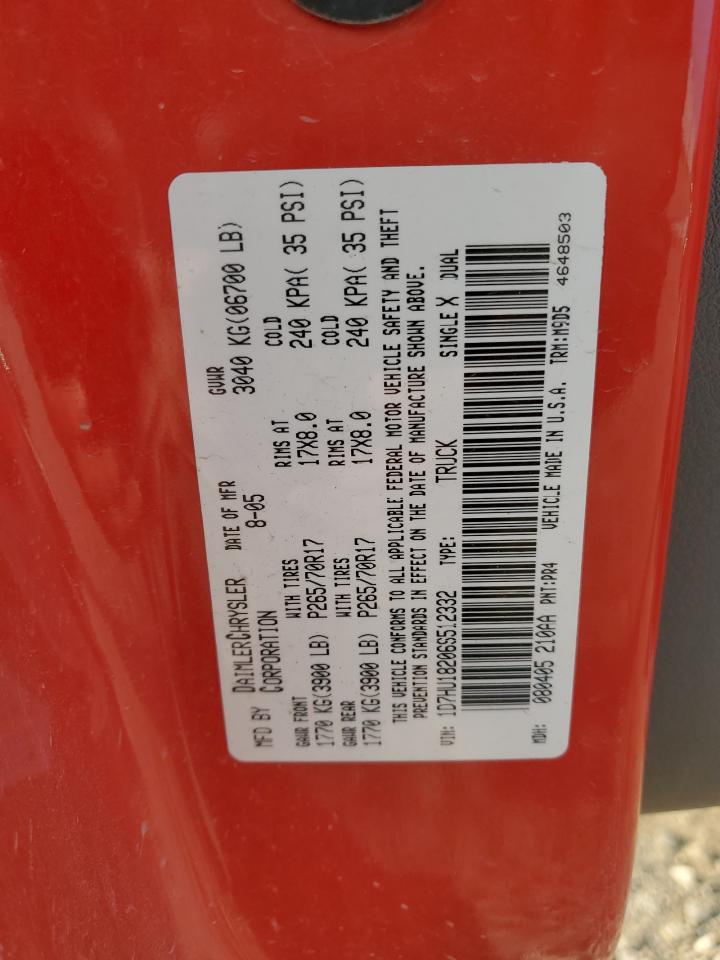 MFD BY DAIMLERCHRYSLER CORPORATION DATE OF MFR 8-05 GVWR 3040 KG(06700 LB)
GAWR FRONT WITH TIRES RIMS AT COLD
1770 KG(3900 LB) P265/70R17 17X8.0 240 KPA( 35 PSI)
GAWR REAR WITH TIRES RIMS AT COLD
1770 KG(3900 LB) P265/70R17 17X8.0 240 KPA( 35 PSI)
THIS VEHICLE CONFORMS TO ALL APPLICABLE FEDERAL MOTOR VEHICLE SAFETY AND THEFT
PREVENTION STANDARDS IN EFFECT ON THE DATE OF MANUFACTURE SHOWN ABOVE.
VIN: 1D7HU18206S512332 TYPE: TRUCK SINGLE X DUAL
MDH: 080405 210AA PNT:PR4 VEHICLE MADE IN U.S.A. TRM:M9D5 4648503